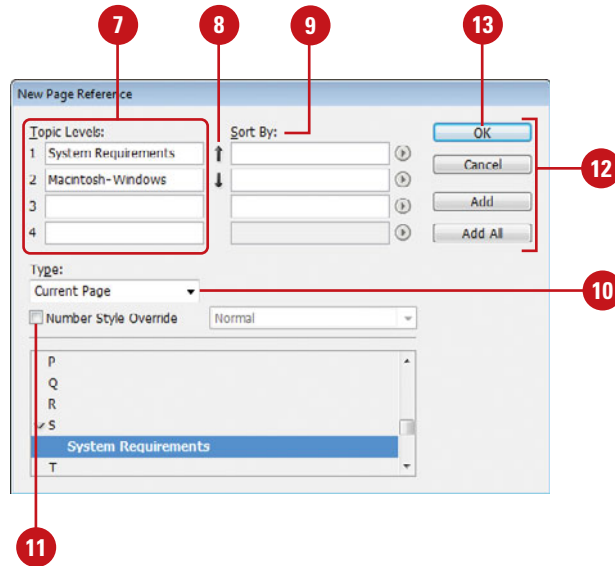 7 8 9 13
New Page Reference
Topic Levels: Sort By: OK
1 System Requirements
Cancel
2 Macintosh-Windows
12
3 Add
4 Add All
Type:
Current Page 10
Number Style Override Normal
P
Q
R
S
System Requirements
T
11